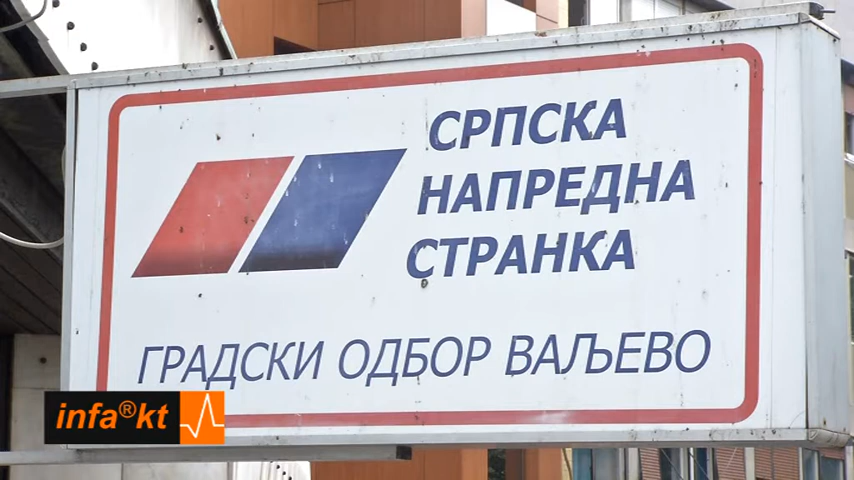 СРПСКА
НАПРЕДНА
СТРАНКА
ГРАДСКИ ОДБОР ВАЉЕВО
infa®kt